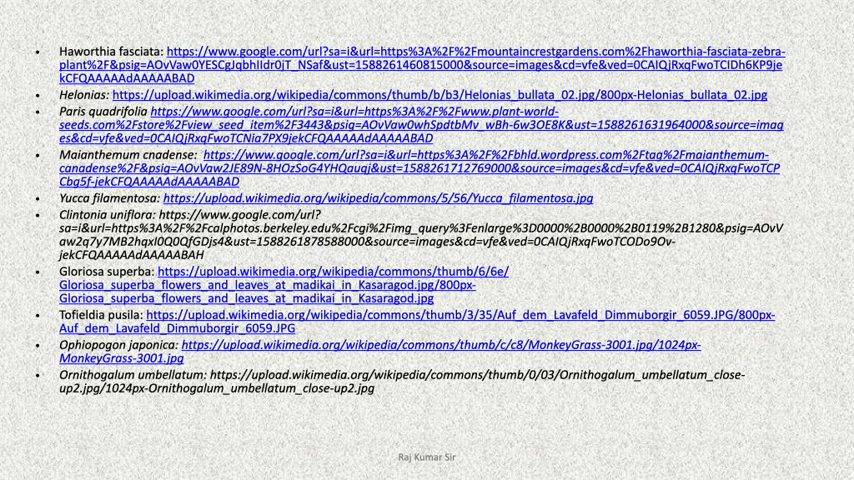 • Haworthia fasciata: https://www.google.com/url?sa=i&url=https%3A%2F%2Fmountaincrestgardens.com%2Fhaworthia-fasciata-zebra-
plant%2F&psig=AOvVaw0YESCgJqbhIIdr0jT_NSaf&ust=1588261460815000&source=images&cd=vfe&ved=0CAIQjRxqFwoTCIDh6KP9je
kCFQAAAAAdAAAAABAD
• Helonias: https://upload.wikimedia.org/wikipedia/commons/thumb/b/b3/Helonias_bullata_02.jpg/800px-Helonias_bullata_02.jpg
• Paris quadrifolia https://www.google.com/url?sa=i&url=https%3A%2F%2Fwww.plant-world-
seeds.com%2Fstore%2Fview_seed_item%2F3443&psig=AOvVaw0whSpdtbMv_wBh-6w3OE8K&ust=1588261631964000&source=imag
es&cd=vfe&ved=0CAIQjRxqFwoTCNia7PX9jekCFQAAAAAdAAAAABAD
• Maianthemum cnadense: https://www.google.com/url?sa=i&url=https%3A%2F%2Fbhld.wordpress.com%2Ftag%2Fmaianthemum-
canadense%2F&psig=AOvVaw2JE89N-8HOzSoG4YHQauqj&ust=1588261712769000&source=images&cd=vfe&ved=0CAIQjRxqFwoTCP
Cbg5f-jekCFQAAAAAdAAAAABAD
• Yucca filamentosa: https://upload.wikimedia.org/wikipedia/commons/5/56/Yucca_filamentosa.jpg
• Clintonia uniflora: https://www.google.com/url?
sa=i&url=https%3A%2F%2Fcalphotos.berkeley.edu%2Fcgi%2Fimg_query%3Fenlarge%3D0000%2B0000%2B0119%2B1280&psig=AOvV
aw2q7y7MB2hqxI0Q0QfGDjs4&ust=1588261878588000&source=images&cd=vfe&ved=0CAIQjRxqFwoTCODo9Ov-
jekCFQAAAAAdAAAAABAH
• Gloriosa superba: https://upload.wikimedia.org/wikipedia/commons/thumb/6/6e/
Gloriosa_superba_flowers_and_leaves_at_madikai_in_Kasaragod.jpg/800px-
Gloriosa_superba_flowers_and_leaves_at_madikai_in_Kasaragod.jpg
• Tofieldia pusila: https://upload.wikimedia.org/wikipedia/commons/thumb/3/35/Auf_dem_Lavafeld_Dimmuborgir_6059.JPG/800px-
Auf_dem_Lavafeld_Dimmuborgir_6059.JPG
• Ophiopogon japonica: https://upload.wikimedia.org/wikipedia/commons/thumb/c/c8/MonkeyGrass-3001.jpg/1024px-
MonkeyGrass-3001.jpg
• Ornithogalum umbellatum: https://upload.wikimedia.org/wikipedia/commons/thumb/0/03/Ornithogalum_umbellatum_close-
up2.jpg/1024px-Ornithogalum_umbellatum_close-up2.jpg
Raj Kumar Sir